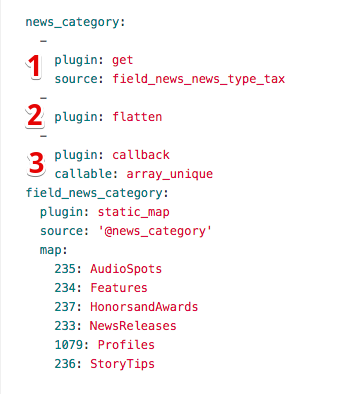 news_category:
-
1 plugin: get
source: field_news_news_type_tax
-
2 plugin: flatten
-
3 plugin: callback
callable: array_unique
field_news_category:
plugin: static_map
source: '@news_category'
map:
235: AudioSpots
234: Features
237: HonorsandAwards
233: NewsReleases
1079: Profiles
236: StoryTips